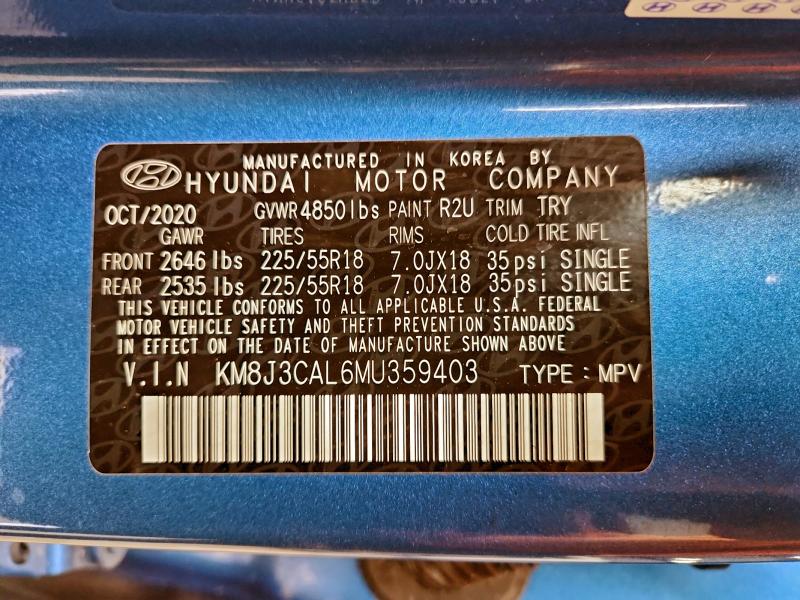 MANUFACTURED IN KOREA BY
HYUNDAI MOTOR COMPANY
OCT/2020 GVWR 4850lbs PAINT R2U TRIM TRY
GAWR TIRES RIMS COLD TIRE INFL
FRONT 2646 lbs 225/55R18 7.0JX18 35psi SINGLE
REAR 2535 lbs 225/55R18 7.0JX18 35psi SINGLE
THIS VEHICLE CONFORMS TO ALL APPLICABLE U.S.A. FEDERAL
MOTOR VEHICLE SAFETY AND THEFT PREVENTION STANDARDS
IN EFFECT ON THE DATE OF MANUFACTURE SHOWN ABOVE
V.I.N KM8J3CAL6MU359403 TYPE : MPV